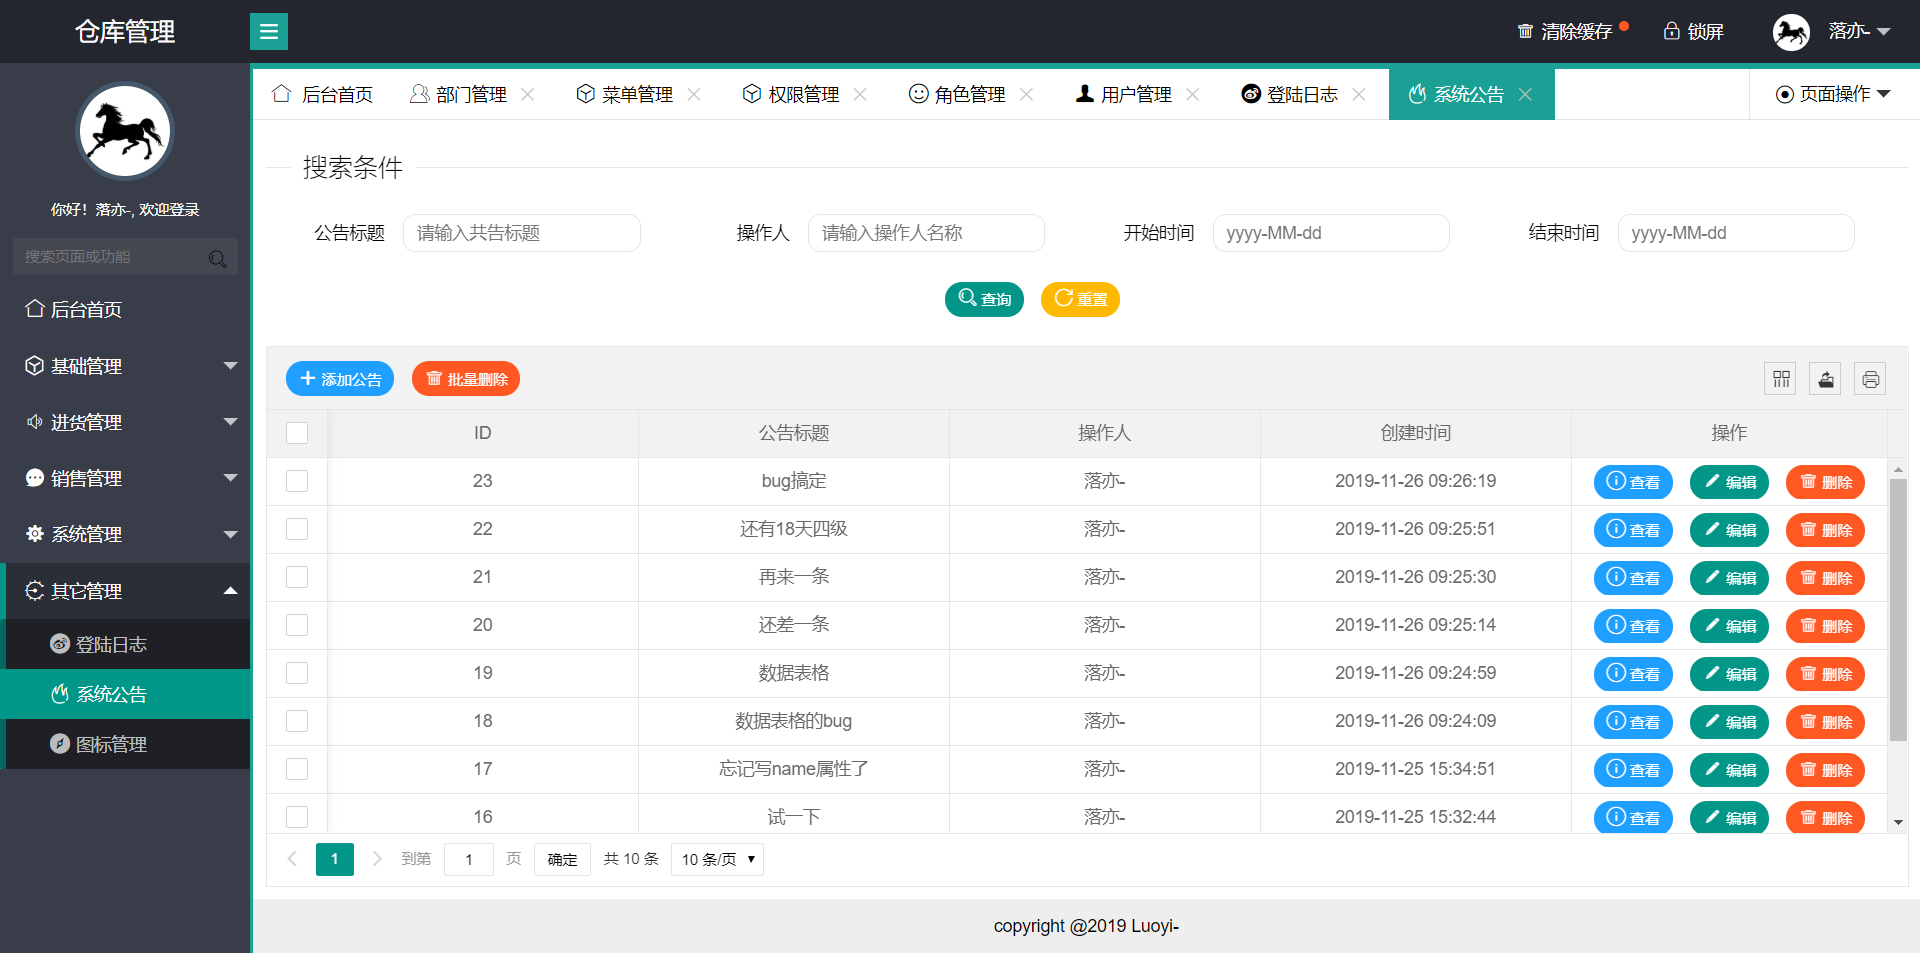 仓库管理
清除缓存 锁屏 落亦-
你好！落亦-, 欢迎登录
搜索页面或功能
后台首页
基础管理
进货管理
销售管理
系统管理
其它管理
登陆日志
系统公告
图标管理
后台首页 部门管理 菜单管理 权限管理 角色管理 用户管理 登陆日志 系统公告 页面操作
搜索条件
公告标题 请输入共告标题 操作人 请输入操作人名称 开始时间 yyyy-MM-dd 结束时间 yyyy-MM-dd
查询 重置
添加公告 批量删除
ID 公告标题 操作人 创建时间 操作
23 bug搞定 落亦- 2019-11-26 09:26:19 查看 编辑 删除
22 还有18天四级 落亦- 2019-11-26 09:25:51 查看 编辑 删除
21 再来一条 落亦- 2019-11-26 09:25:30 查看 编辑 删除
20 还差一条 落亦- 2019-11-26 09:25:14 查看 编辑 删除
19 数据表格 落亦- 2019-11-26 09:24:59 查看 编辑 删除
18 数据表格的bug 落亦- 2019-11-26 09:24:09 查看 编辑 删除
17 忘记写name属性了 落亦- 2019-11-25 15:34:51 查看 编辑 删除
16 试一下 落亦- 2019-11-25 15:32:44 查看 编辑 删除
1 到第 1 页 确定 共 10 条 10 条/页
copyright @2019 Luoyi-